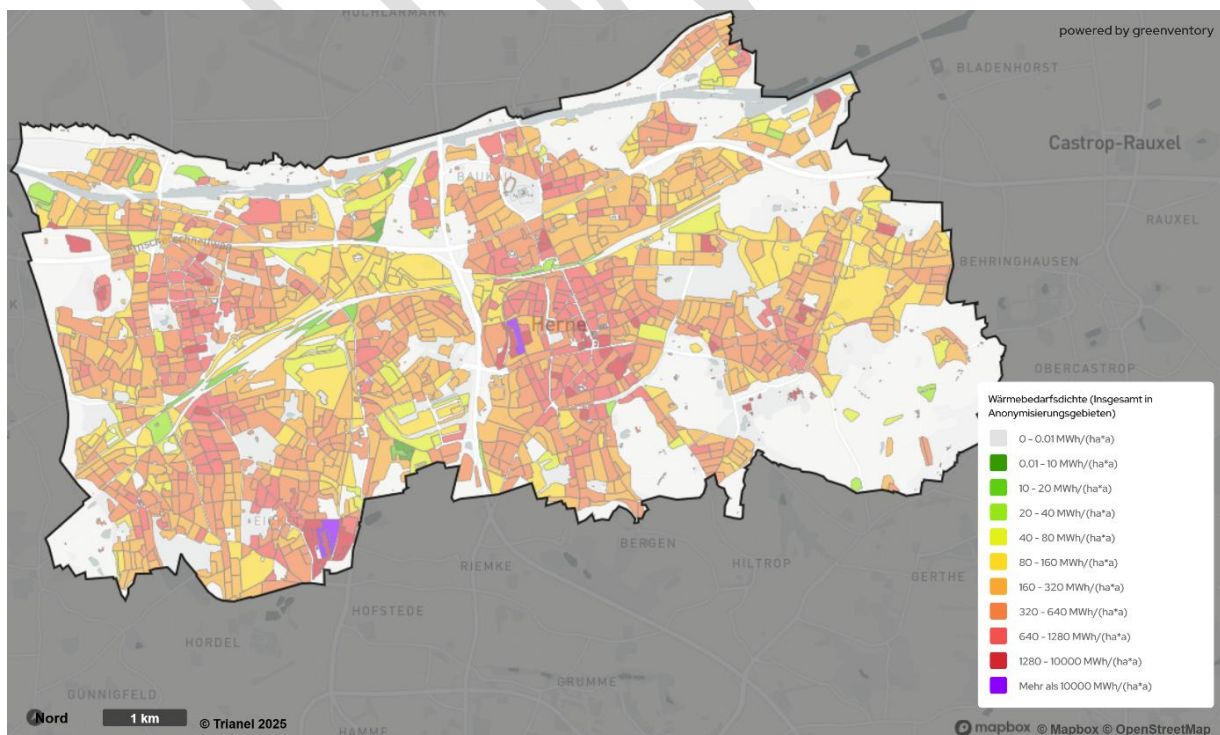 HOCHLARMARK
powered by greenventory
BLADENHORST
Castrop-Rauxel
BAUKAU
RAUXEL
BEHRINGHAUSEN
Herne
OBERCASTROP
Wärmebedarfsdichte (Insgesamt in
Anonymisierungsgebieten)
0 - 0.01 MWh/(ha*a)
0.01 - 10 MWh/(ha*a)
10 - 20 MWh/(ha*a)
20 - 40 MWh/(ha*a)
40 - 80 MWh/(ha*a)
80 - 160 MWh/(ha*a)
160 - 320 MWh/(ha*a)
320 - 640 MWh/(ha*a)
640 - 1280 MWh/(ha*a)
1280 - 10000 MWh/(ha*a)
Mehr als 10000 MWh/(ha*a)
BERGEN
RIEMKE
HILTROP
GERTHE
HOFSTEDE
HORDEL
GRUMME
GÜNNIGFELD
Nord
1 km
© Trianel 2025
HAMME
mapbox © Mapbox © OpenStreetMap